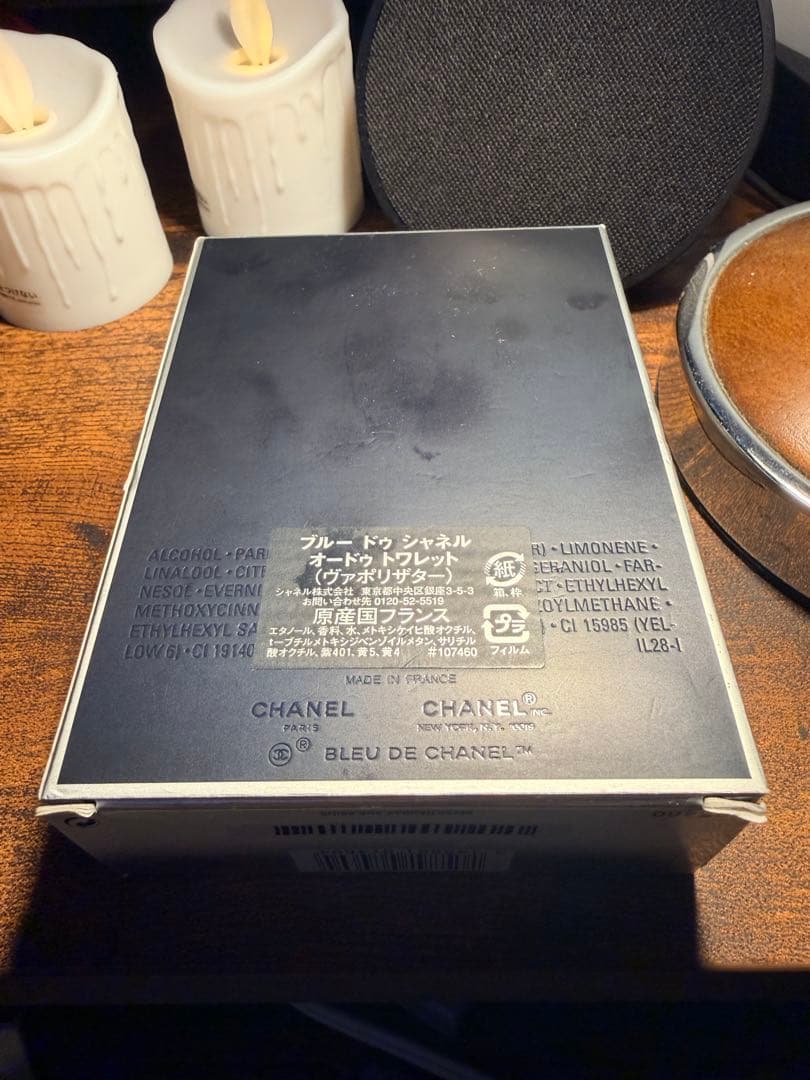 ALCOHOL • PAR
R) • LIMONENE •
LINALOOL • CITR
GERANIOL • FAR-
NESOL • EVERNI
CT • ETHYLHEXYL
METHOXYCINN
ZOYLMETHANE •
ETHYLHEXYL SA
) • CI 15985 (YEL-
LOW 6) • CI 19140
IL28-I
ブルー ドゥ シャネル
オードゥ トワレット
(ヴァポリザター)
シャネル株式会社 東京都中央区銀座3-5-3
お問い合わせ先 0120-52-5519
原産国フランス
エタノール、香料、水、メトキシケイヒ酸オクチル、
t-ブチルメトキシジベンゾイルメタン、サリチル
酸オクチル、紫401、黄5、黄4 #107460
紙
箱、枠
プラ
フィルム
MADE IN FRANCE
CHANEL
PARIS
CHANEL® INC.
NEW YORK, N.Y. 10019
® BLEU DE CHANEL™